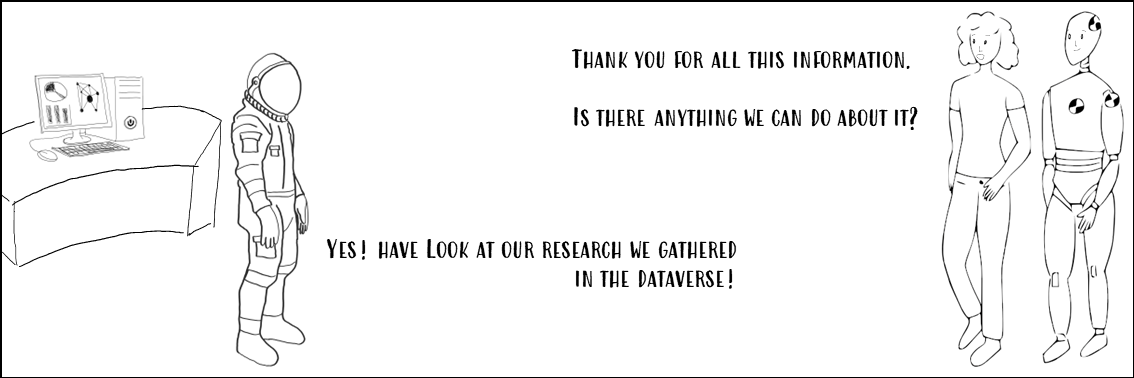 Thank you for all this information.
Is there anything we can do about it?
Yes! have Look at our research we gathered
in the dataverse!